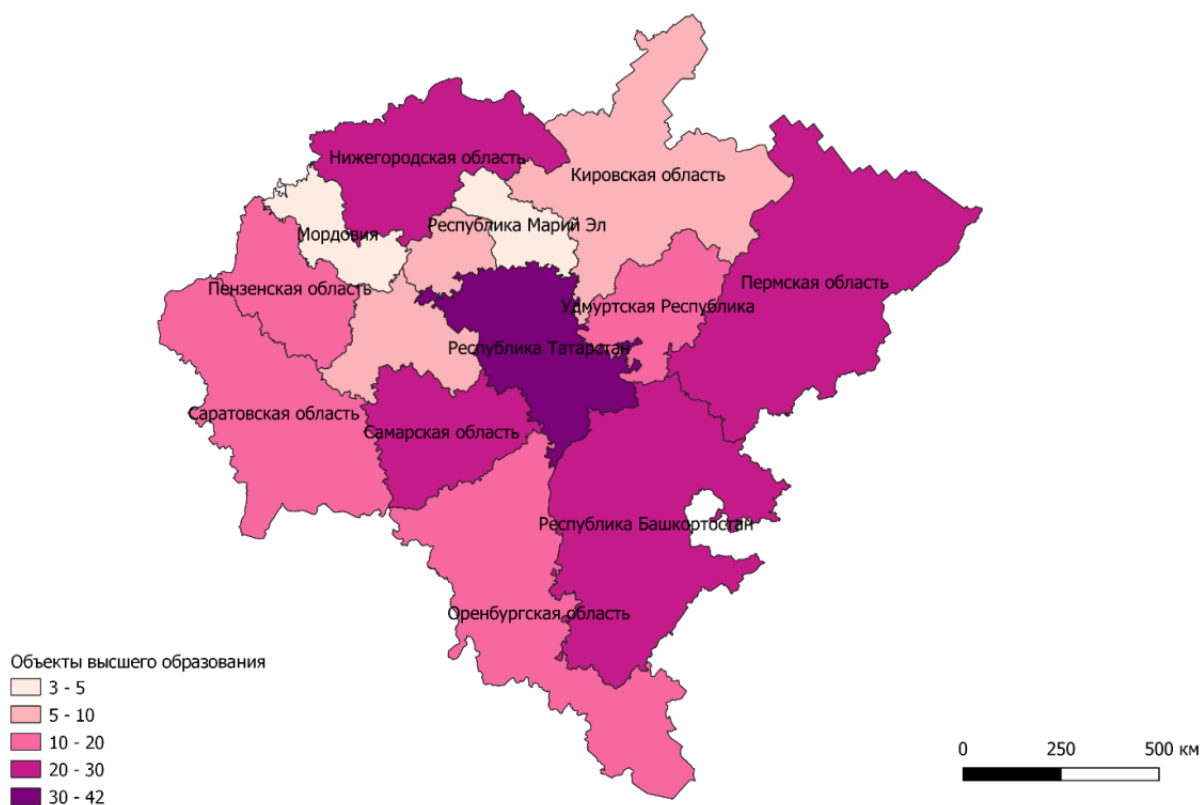 Нижегородская область
Кировская область
Республика Марий Эл
Мордовия
Пермская область
Пензенская область
Удмуртская Республика
Республика Татарстан
Саратовская область
Самарская область
Республика Башкортостан
Оренбургская область
Объекты высшего образования
3 - 5
5 - 10
10 - 20
20 - 30
30 - 42
0 250 500 км